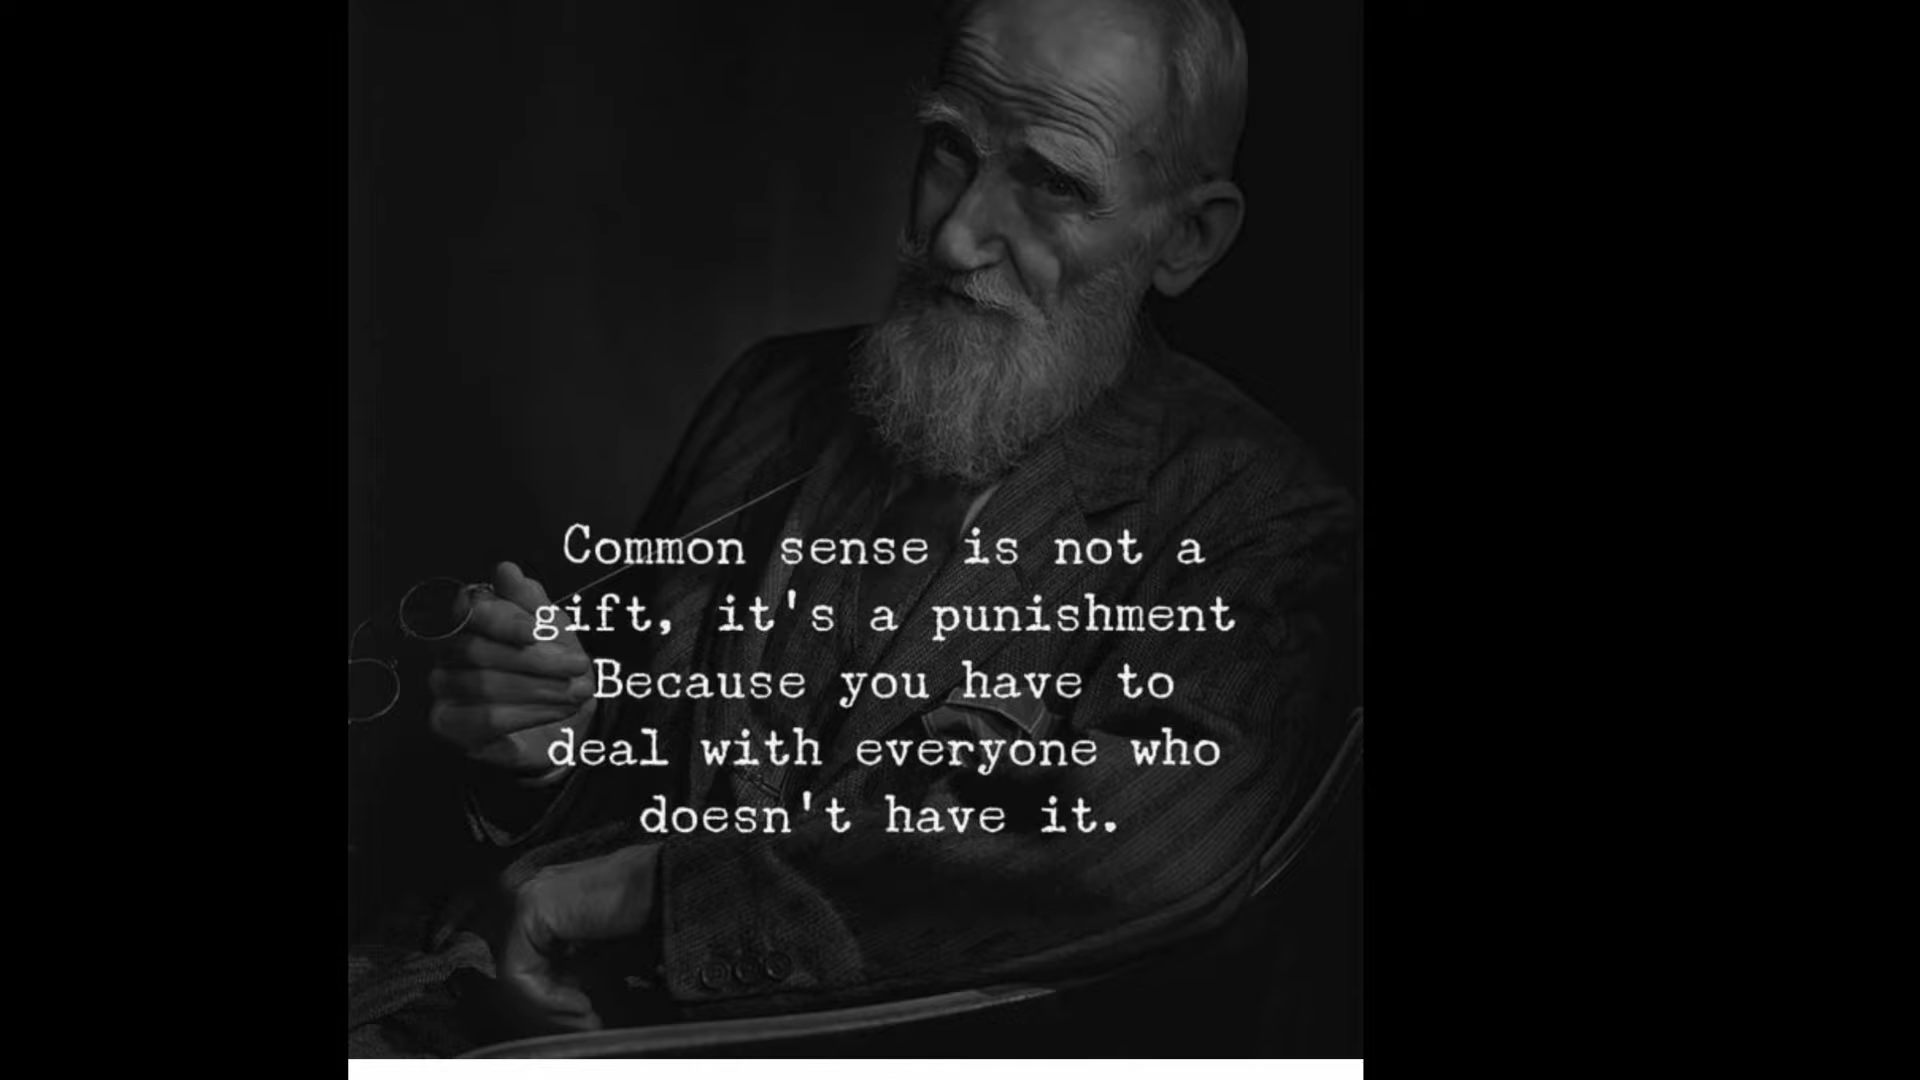 Common sense is not a
gift, it's a punishment
Because you have to
deal with everyone who
doesn't have it.